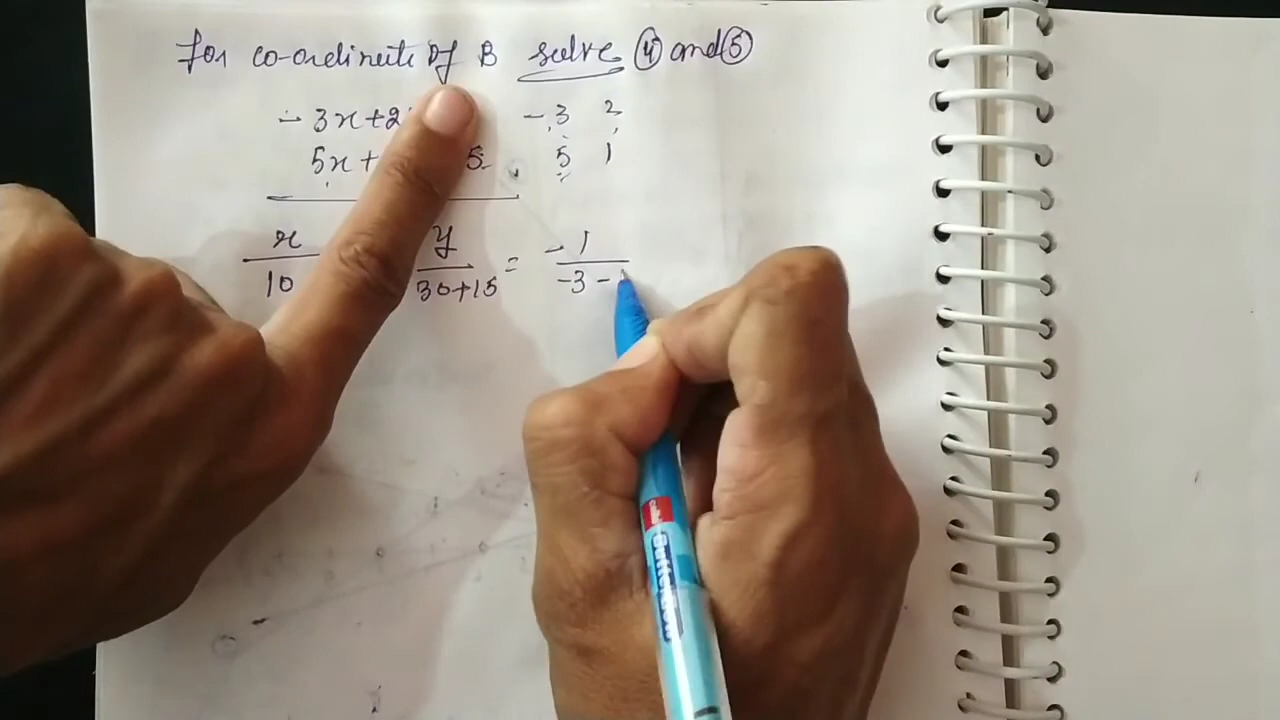 for co-ordinate of B solve ④ and ⑤
- 3x+2 -3 2
5x+ 5 5 1
x y = - 1
10 30+15 -3 -
Butterflow